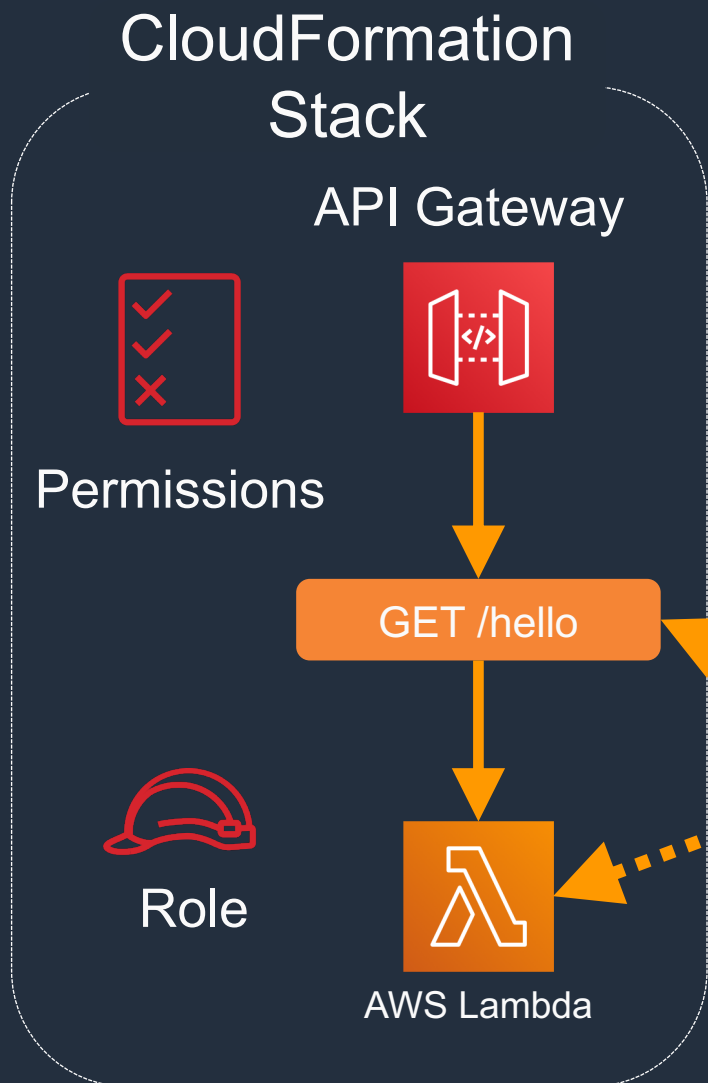 CloudFormation
Stack
API Gateway
</>
Permissions
GET /hello
Role
AWS Lambda